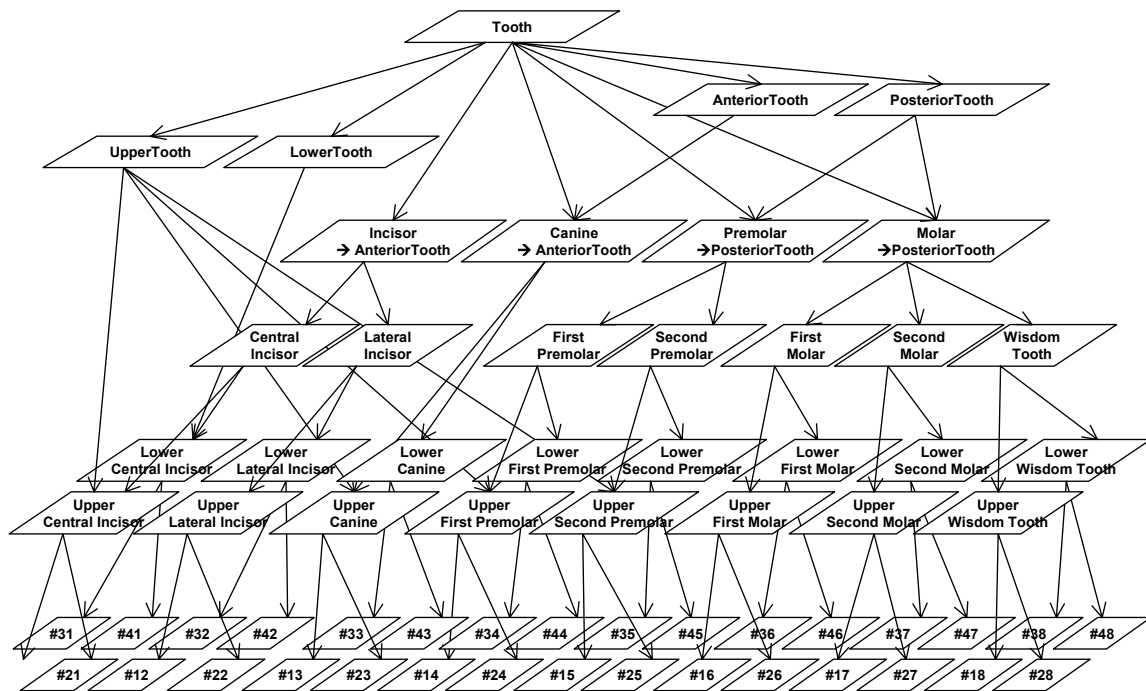 Tooth
AnteriorTooth
PosteriorTooth
UpperTooth
LowerTooth
Incisor
→ AnteriorTooth
Canine
→ AnteriorTooth
Premolar
→PosteriorTooth
Molar
→PosteriorTooth
Central
Incisor
Lateral
Incisor
First
Premolar
Second
Premolar
First
Molar
Second
Molar
Wisdom
Tooth
Lower
Central Incisor
Lower
Lateral Incisor
Lower
Canine
Lower
First Premolar
Lower
Second Premolar
Lower
First Molar
Lower
Second Molar
Lower
Wisdom Tooth
Upper
Central Incisor
Upper
Lateral Incisor
Upper
Canine
Upper
First Premolar
Upper
Second Premolar
Upper
First Molar
Upper
Second Molar
Upper
Wisdom Tooth
#31
#41
#32
#42
#33
#43
#34
#44
#35
#45
#36
#46
#37
#47
#38
#48
#21
#12
#22
#13
#23
#14
#24
#15
#25
#16
#26
#17
#27
#18
#28